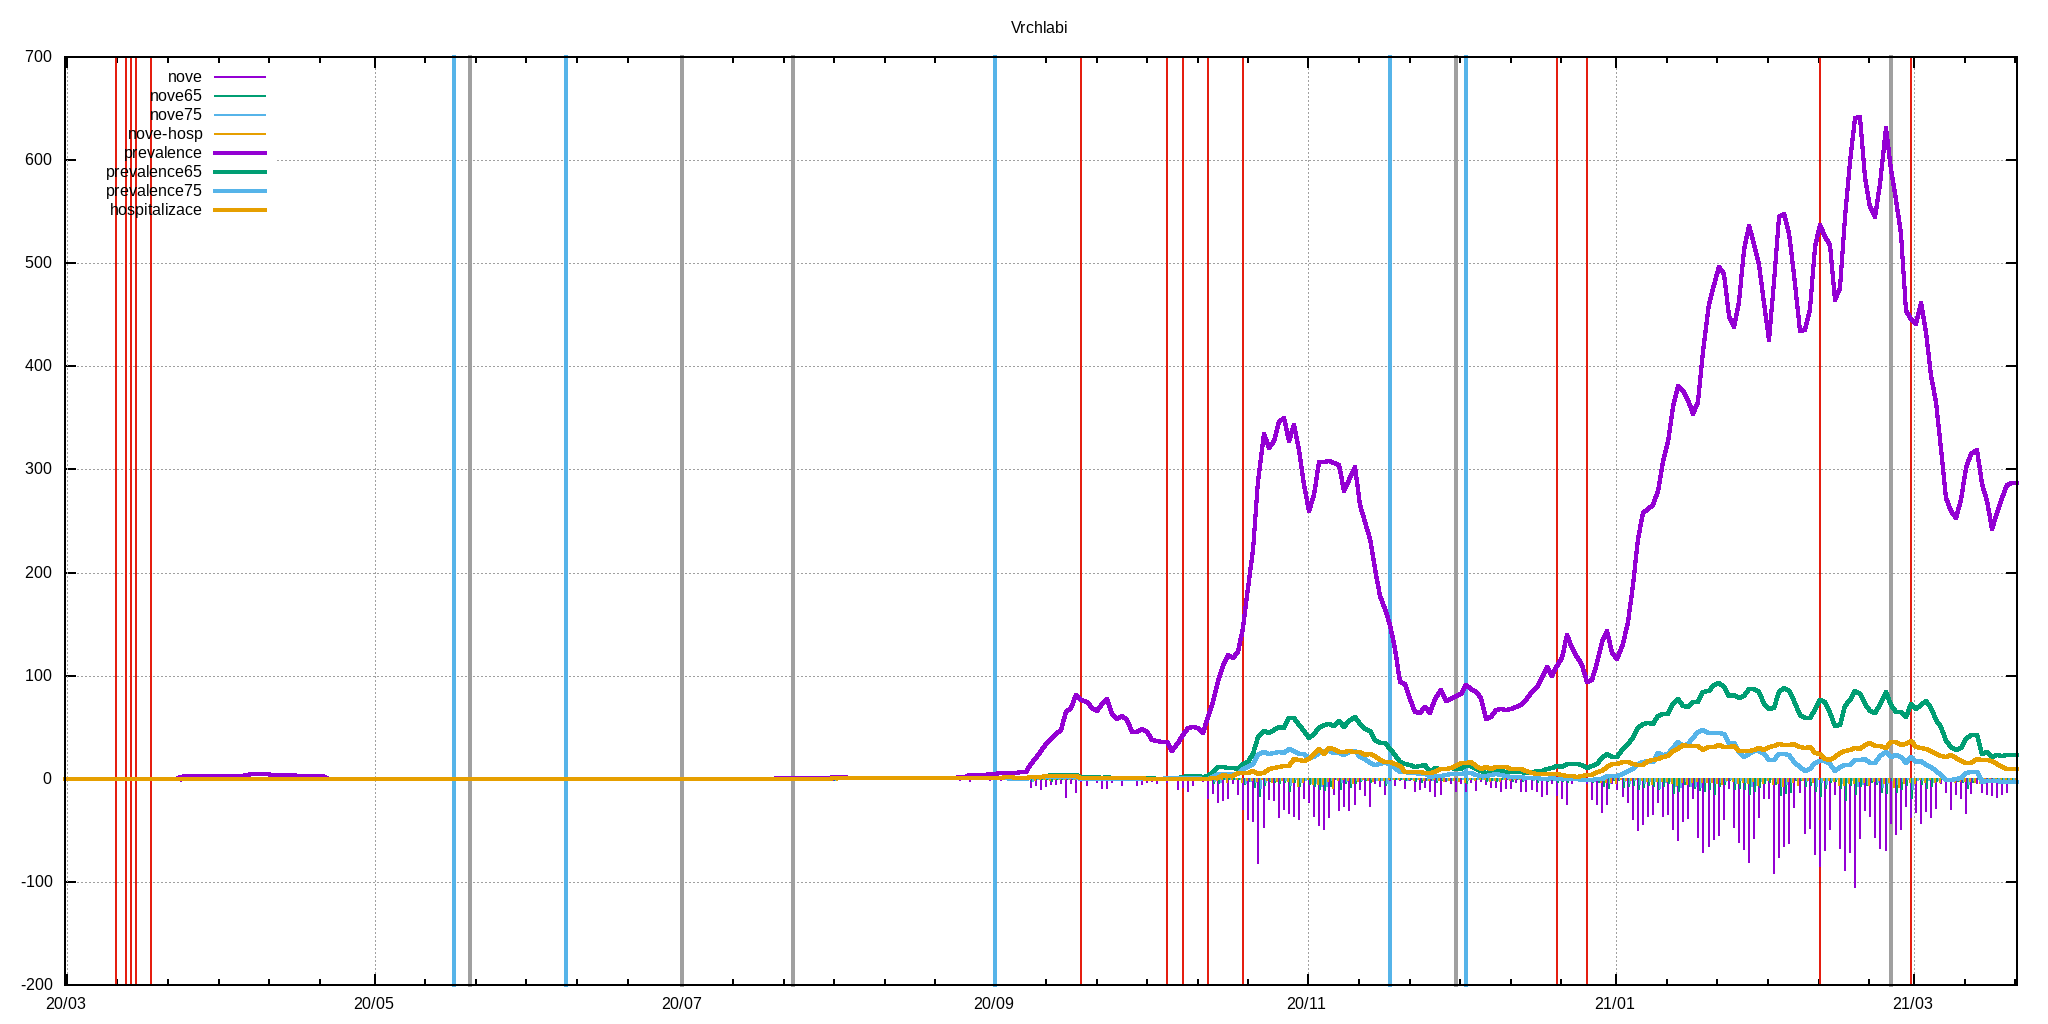 Vrchlabi
700
600
500
400
300
200
100
0
-100
-200
nove
nove65
nove75
nove-hosp
prevalence
prevalence65
prevalence75
hospitalizace
20/03 20/05 20/07 20/09 20/11 21/01 21/03